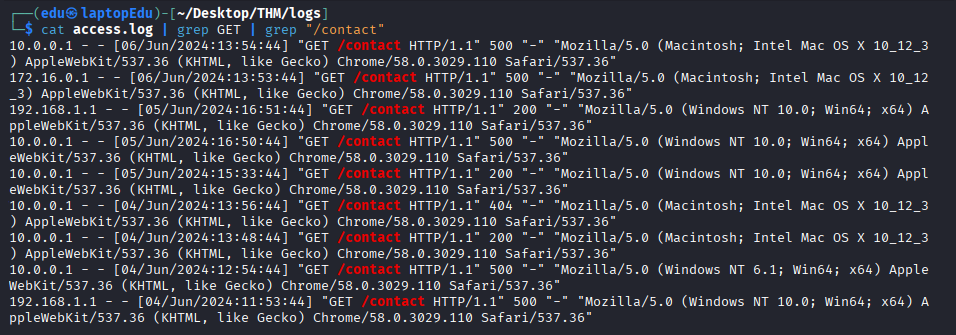 ┌──(edu㉿laptopEdu)-[~/Desktop/THM/logs]
└─$ cat access.log | grep GET | grep "/contact"
10.0.0.1 - - [06/Jun/2024:13:54:44] "GET /contact HTTP/1.1" 500 "-" "Mozilla/5.0 (Macintosh; Intel Mac OS X 10_12_3
) AppleWebKit/537.36 (KHTML, like Gecko) Chrome/58.0.3029.110 Safari/537.36"
172.16.0.1 - - [06/Jun/2024:13:53:44] "GET /contact HTTP/1.1" 500 "-" "Mozilla/5.0 (Macintosh; Intel Mac OS X 10_12
_3) AppleWebKit/537.36 (KHTML, like Gecko) Chrome/58.0.3029.110 Safari/537.36"
192.168.1.1 - - [05/Jun/2024:16:51:44] "GET /contact HTTP/1.1" 200 "-" "Mozilla/5.0 (Windows NT 10.0; Win64; x64) A
ppleWebKit/537.36 (KHTML, like Gecko) Chrome/58.0.3029.110 Safari/537.36"
10.0.0.1 - - [05/Jun/2024:16:50:44] "GET /contact HTTP/1.1" 500 "-" "Mozilla/5.0 (Windows NT 10.0; Win64; x64) Appl
eWebKit/537.36 (KHTML, like Gecko) Chrome/58.0.3029.110 Safari/537.36"
10.0.0.1 - - [05/Jun/2024:15:33:44] "GET /contact HTTP/1.1" 200 "-" "Mozilla/5.0 (Windows NT 10.0; Win64; x64) Appl
eWebKit/537.36 (KHTML, like Gecko) Chrome/58.0.3029.110 Safari/537.36"
10.0.0.1 - - [04/Jun/2024:13:56:44] "GET /contact HTTP/1.1" 404 "-" "Mozilla/5.0 (Macintosh; Intel Mac OS X 10_12_3
) AppleWebKit/537.36 (KHTML, like Gecko) Chrome/58.0.3029.110 Safari/537.36"
10.0.0.1 - - [04/Jun/2024:13:48:44] "GET /contact HTTP/1.1" 200 "-" "Mozilla/5.0 (Macintosh; Intel Mac OS X 10_12_3
) AppleWebKit/537.36 (KHTML, like Gecko) Chrome/58.0.3029.110 Safari/537.36"
10.0.0.1 - - [04/Jun/2024:12:54:44] "GET /contact HTTP/1.1" 500 "-" "Mozilla/5.0 (Windows NT 6.1; Win64; x64) Apple
WebKit/537.36 (KHTML, like Gecko) Chrome/58.0.3029.110 Safari/537.36"
192.168.1.1 - - [04/Jun/2024:11:53:44] "GET /contact HTTP/1.1" 500 "-" "Mozilla/5.0 (Windows NT 10.0; Win64; x64) A
ppleWebKit/537.36 (KHTML, like Gecko) Chrome/58.0.3029.110 Safari/537.36"